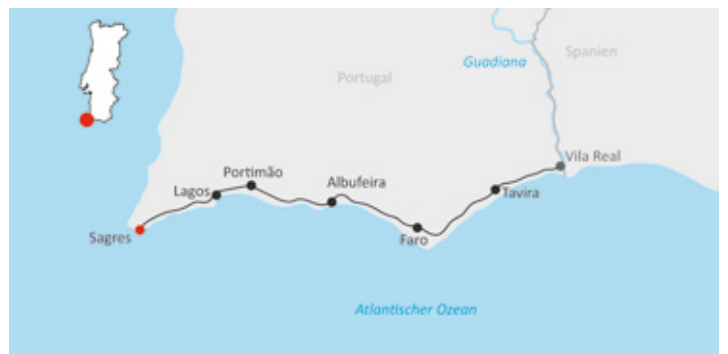 Spanien
Guadiana
Portugal
Vila Real
Portimão
Albufeira
Lagos
Tavira
Sagres
Faro
Atlantischer Ozean